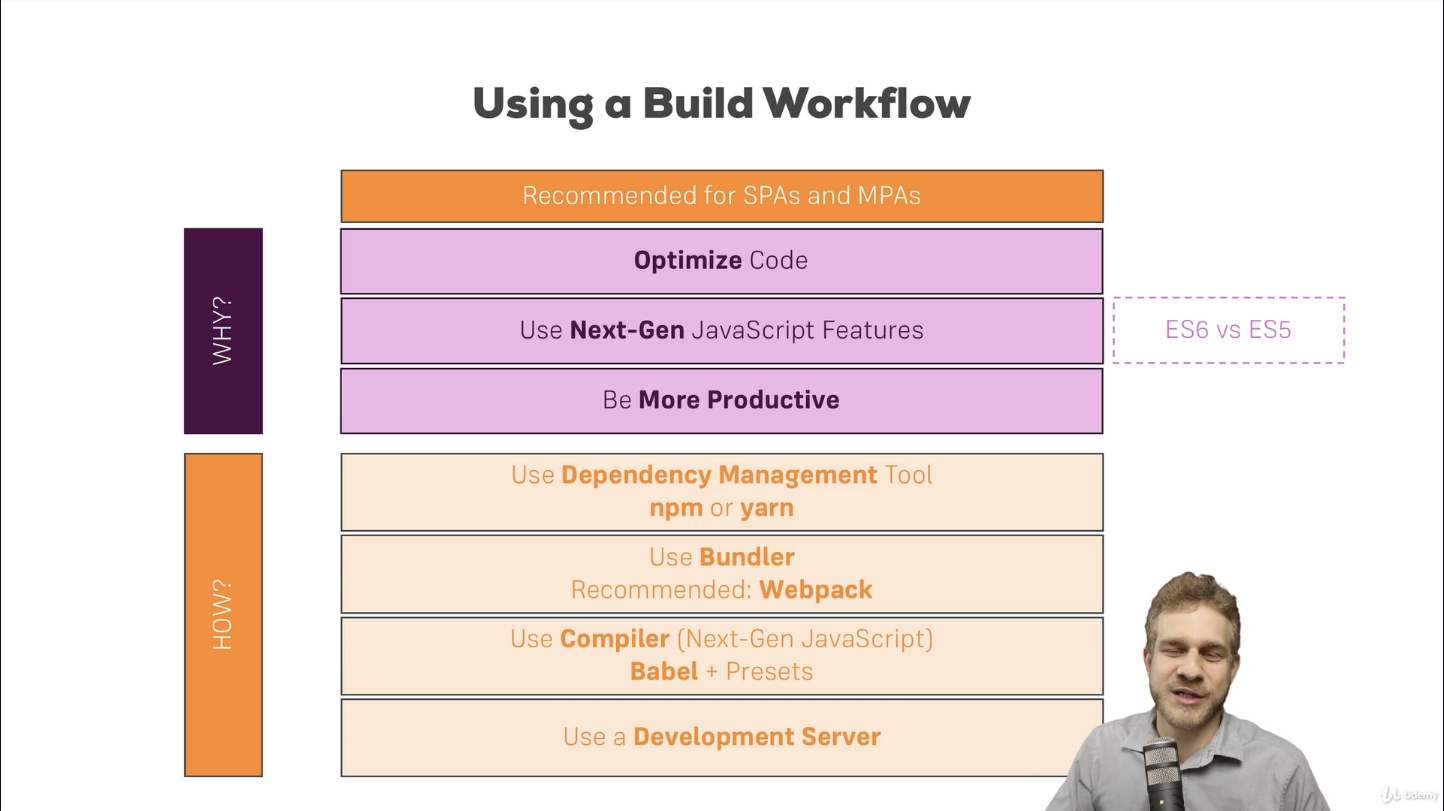 Using a Build Workflow
Recommended for SPAs and MPAs
WHY?
Optimize Code
Use Next-Gen JavaScript Features
ES6 vs ES5
Be More Productive
HOW?
Use Dependency Management Tool
npm or yarn
Use Bundler
Recommended: Webpack
Use Compiler (Next-Gen JavaScript)
Babel + Presets
Use a Development Server
Udemy